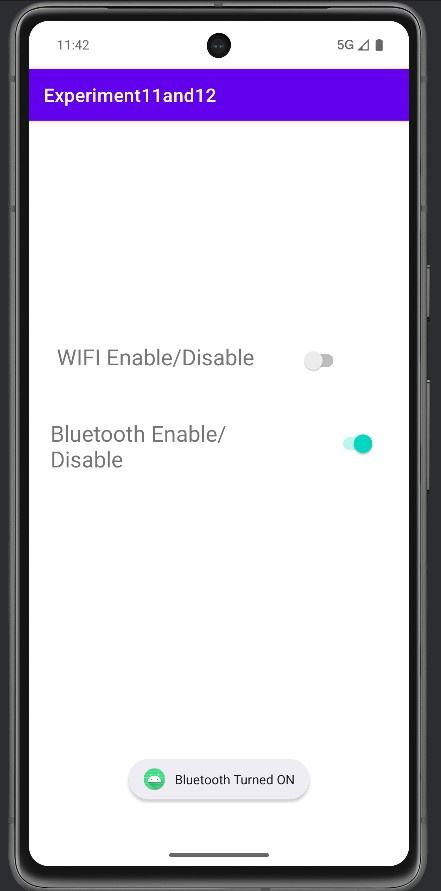 11:42
5G
Experiment11and12
WIFI Enable/Disable
Bluetooth Enable/
Disable
Bluetooth Turned ON